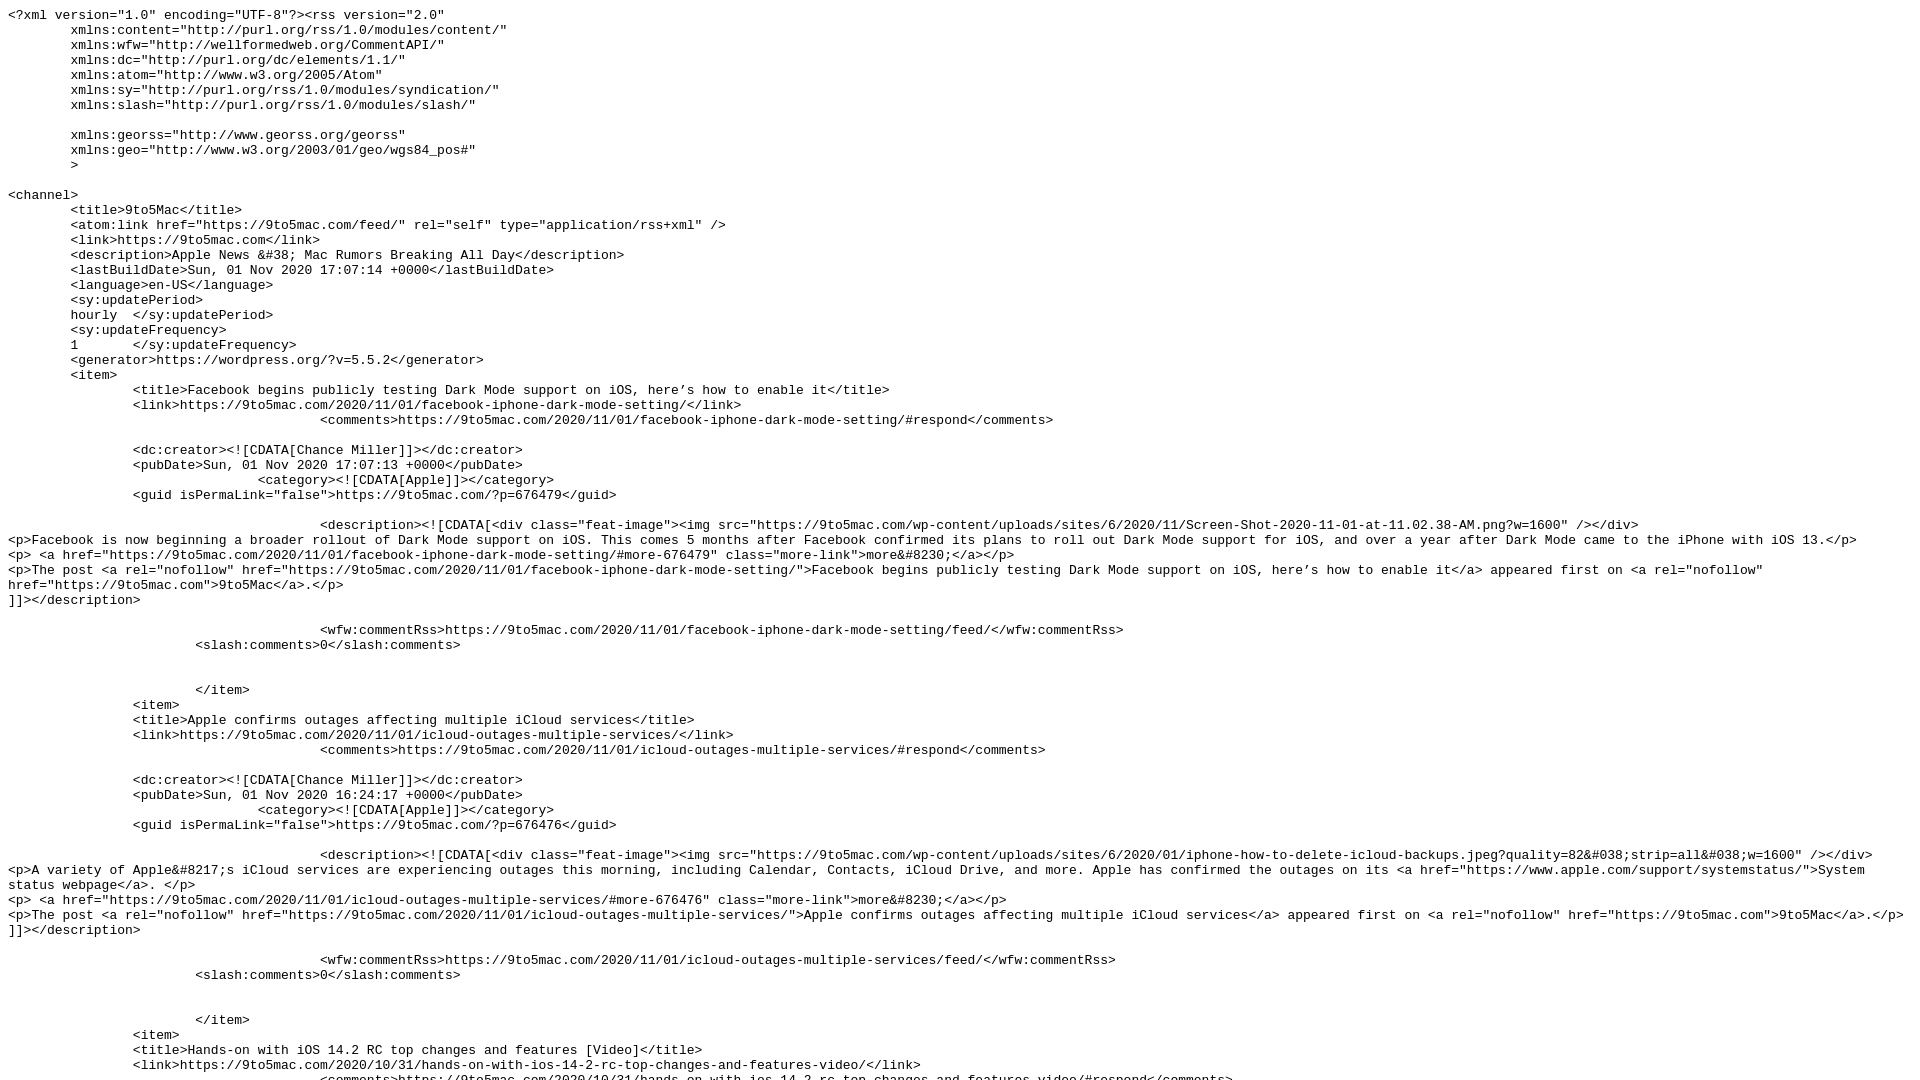 <?xml version="1.0" encoding="UTF-8"?><rss version="2.0"
xmlns:content="http://purl.org/rss/1.0/modules/content/"
xmlns:wfw="http://wellformedweb.org/CommentAPI/"
xmlns:dc="http://purl.org/dc/elements/1.1/"
xmlns:atom="http://www.w3.org/2005/Atom"
xmlns:sy="http://purl.org/rss/1.0/modules/syndication/"
xmlns:slash="http://purl.org/rss/1.0/modules/slash/"
xmlns:georss="http://www.georss.org/georss"
xmlns:geo="http://www.w3.org/2003/01/geo/wgs84_pos#"
>
<channel>
<title>9to5Mac</title>
<atom:link href="https://9to5mac.com/feed/" rel="self" type="application/rss+xml" />
<link>https://9to5mac.com</link>
<description>Apple News &#38; Mac Rumors Breaking All Day</description>
<lastBuildDate>Sun, 01 Nov 2020 17:07:14 +0000</lastBuildDate>
<language>en-US</language>
<sy:updatePeriod>
hourly </sy:updatePeriod>
<sy:updateFrequency>
1 </sy:updateFrequency>
<generator>https://wordpress.org/?v=5.5.2</generator>
<item>
<title>Facebook begins publicly testing Dark Mode support on iOS, here’s how to enable it</title>
<link>https://9to5mac.com/2020/11/01/facebook-iphone-dark-mode-setting/</link>
<comments>https://9to5mac.com/2020/11/01/facebook-iphone-dark-mode-setting/#respond</comments>
<dc:creator><![CDATA[Chance Miller]]></dc:creator>
<pubDate>Sun, 01 Nov 2020 17:07:13 +0000</pubDate>
<category><![CDATA[Apple]]></category>
<guid isPermaLink="false">https://9to5mac.com/?p=676479</guid>
<description><![CDATA[<div class="feat-image"><img src="https://9to5mac.com/wp-content/uploads/sites/6/2020/11/Screen-Shot-2020-11-01-at-11.02.38-AM.png?w=1600" /></div>
<p>Facebook is now beginning a broader rollout of Dark Mode support on iOS. This comes 5 months after Facebook confirmed its plans to roll out Dark Mode support for iOS, and over a year after Dark Mode came to the iPhone with iOS 13.</p>
<p> <a href="https://9to5mac.com/2020/11/01/facebook-iphone-dark-mode-setting/#more-676479" class="more-link">more&#8230;</a></p>
<p>The post <a rel="nofollow" href="https://9to5mac.com/2020/11/01/facebook-iphone-dark-mode-setting/">Facebook begins publicly testing Dark Mode support on iOS, here’s how to enable it</a> appeared first on <a rel="nofollow"
href="https://9to5mac.com">9to5Mac</a>.</p>
]]></description>
<wfw:commentRss>https://9to5mac.com/2020/11/01/facebook-iphone-dark-mode-setting/feed/</wfw:commentRss>
<slash:comments>0</slash:comments>
</item>
<item>
<title>Apple confirms outages affecting multiple iCloud services</title>
<link>https://9to5mac.com/2020/11/01/icloud-outages-multiple-services/</link>
<comments>https://9to5mac.com/2020/11/01/icloud-outages-multiple-services/#respond</comments>
<dc:creator><![CDATA[Chance Miller]]></dc:creator>
<pubDate>Sun, 01 Nov 2020 16:24:17 +0000</pubDate>
<category><![CDATA[Apple]]></category>
<guid isPermaLink="false">https://9to5mac.com/?p=676476</guid>
<description><![CDATA[<div class="feat-image"><img src="https://9to5mac.com/wp-content/uploads/sites/6/2020/01/iphone-how-to-delete-icloud-backups.jpeg?quality=82&#038;strip=all&#038;w=1600" /></div>
<p>A variety of Apple&#8217;s iCloud services are experiencing outages this morning, including Calendar, Contacts, iCloud Drive, and more. Apple has confirmed the outages on its <a href="https://www.apple.com/support/systemstatus/">System
status webpage</a>. </p>
<p> <a href="https://9to5mac.com/2020/11/01/icloud-outages-multiple-services/#more-676476" class="more-link">more&#8230;</a></p>
<p>The post <a rel="nofollow" href="https://9to5mac.com/2020/11/01/icloud-outages-multiple-services/">Apple confirms outages affecting multiple iCloud services</a> appeared first on <a rel="nofollow" href="https://9to5mac.com">9to5Mac</a>.</p>
]]></description>
<wfw:commentRss>https://9to5mac.com/2020/11/01/icloud-outages-multiple-services/feed/</wfw:commentRss>
<slash:comments>0</slash:comments>
</item>
<item>
<title>Hands-on with iOS 14.2 RC top changes and features [Video]</title>
<link>https://9to5mac.com/2020/10/31/hands-on-with-ios-14-2-rc-top-changes-and-features-video/</link>
<comments>https://9to5mac.com/2020/10/31/hands-on-with-ios-14-2-rc-top-changes-and-features-video/#respond</comments>